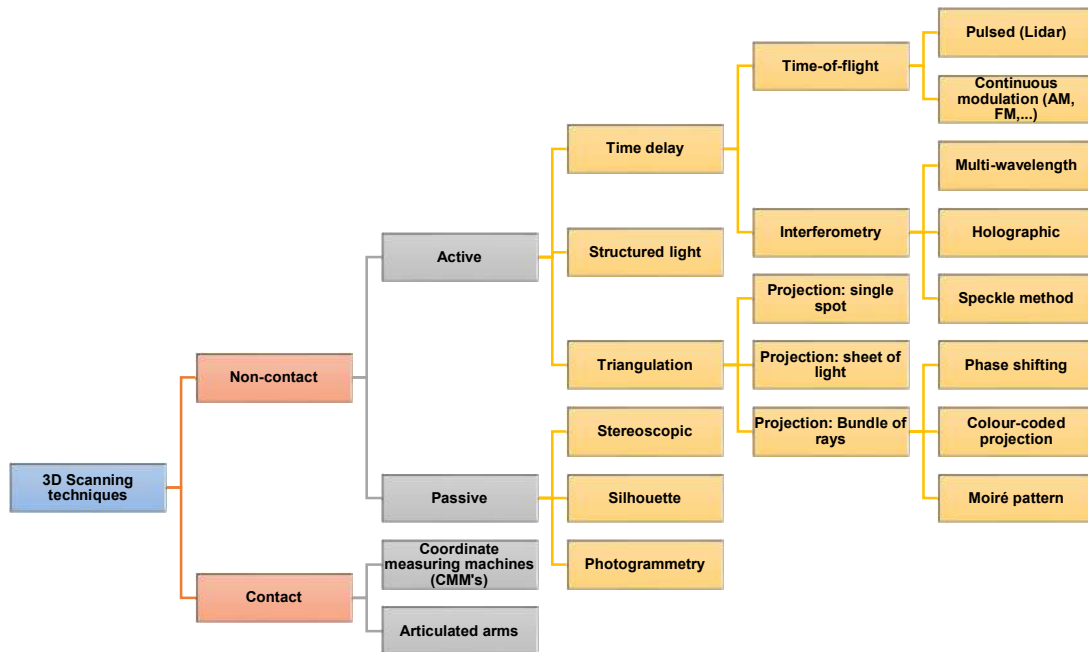 Pulsed (Lidar)
Time-of-flight
Continuous
modulation (AM,
FM,...)
Time delay
Multi-wavelength
Interferometry
Holographic
Active
Structured light
Speckle method
Projection: single
spot
Non-contact
Triangulation
Projection: sheet of
light
Phase shifting
Stereoscopic
Projection: Bundle of
rays
Colour-coded
projection
3D Scanning
techniques
Passive
Silhouette
Moiré pattern
Coordinate
measuring machines
(CMM's)
Photogrammetry
Contact
Articulated arms